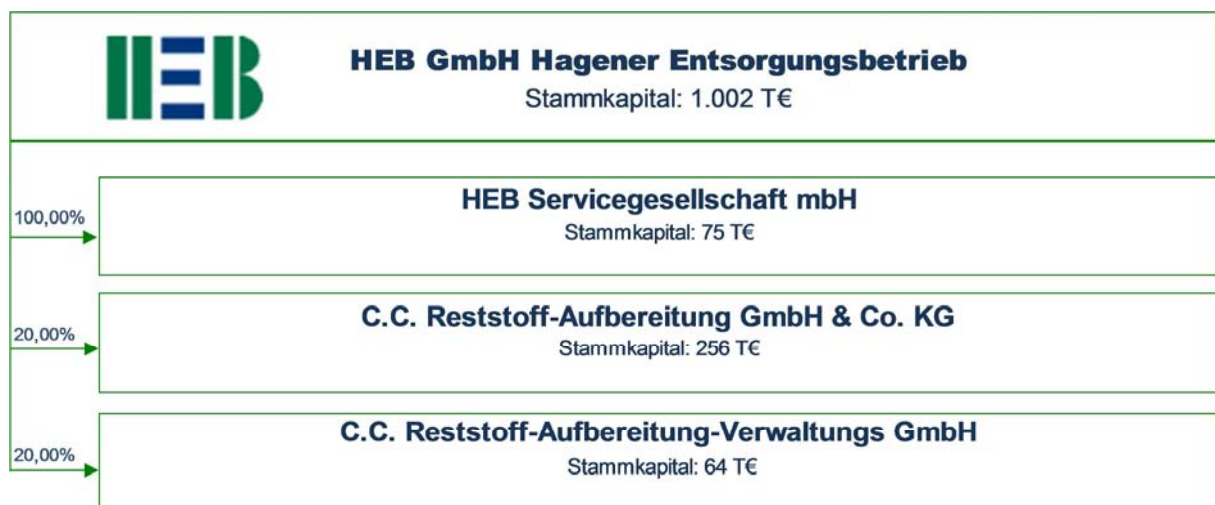 HEB
HEB GmbH Hagener Entsorgungsbetrieb
Stammkapital: 1.002 T€
HEB Servicegesellschaft mbH
100,00%
Stammkapital: 75 T€
C.C. Reststoff-Aufbereitung GmbH & Co. KG
20,00%
Stammkapital: 256 T€
C.C. Reststoff-Aufbereitung-Verwaltungs GmbH
20,00%
Stammkapital: 64 T€